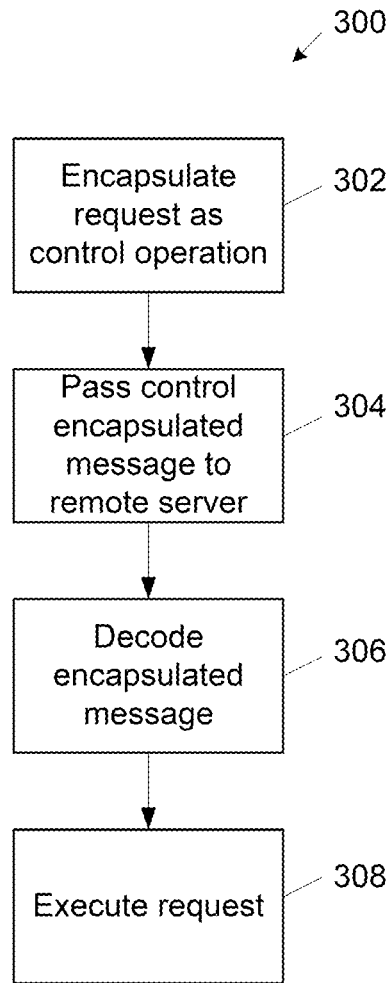 300
Encapsulate
request as
control operation
302
Pass control
encapsulated
message to
remote server
304
Decode
encapsulated
message
306
Execute request
308